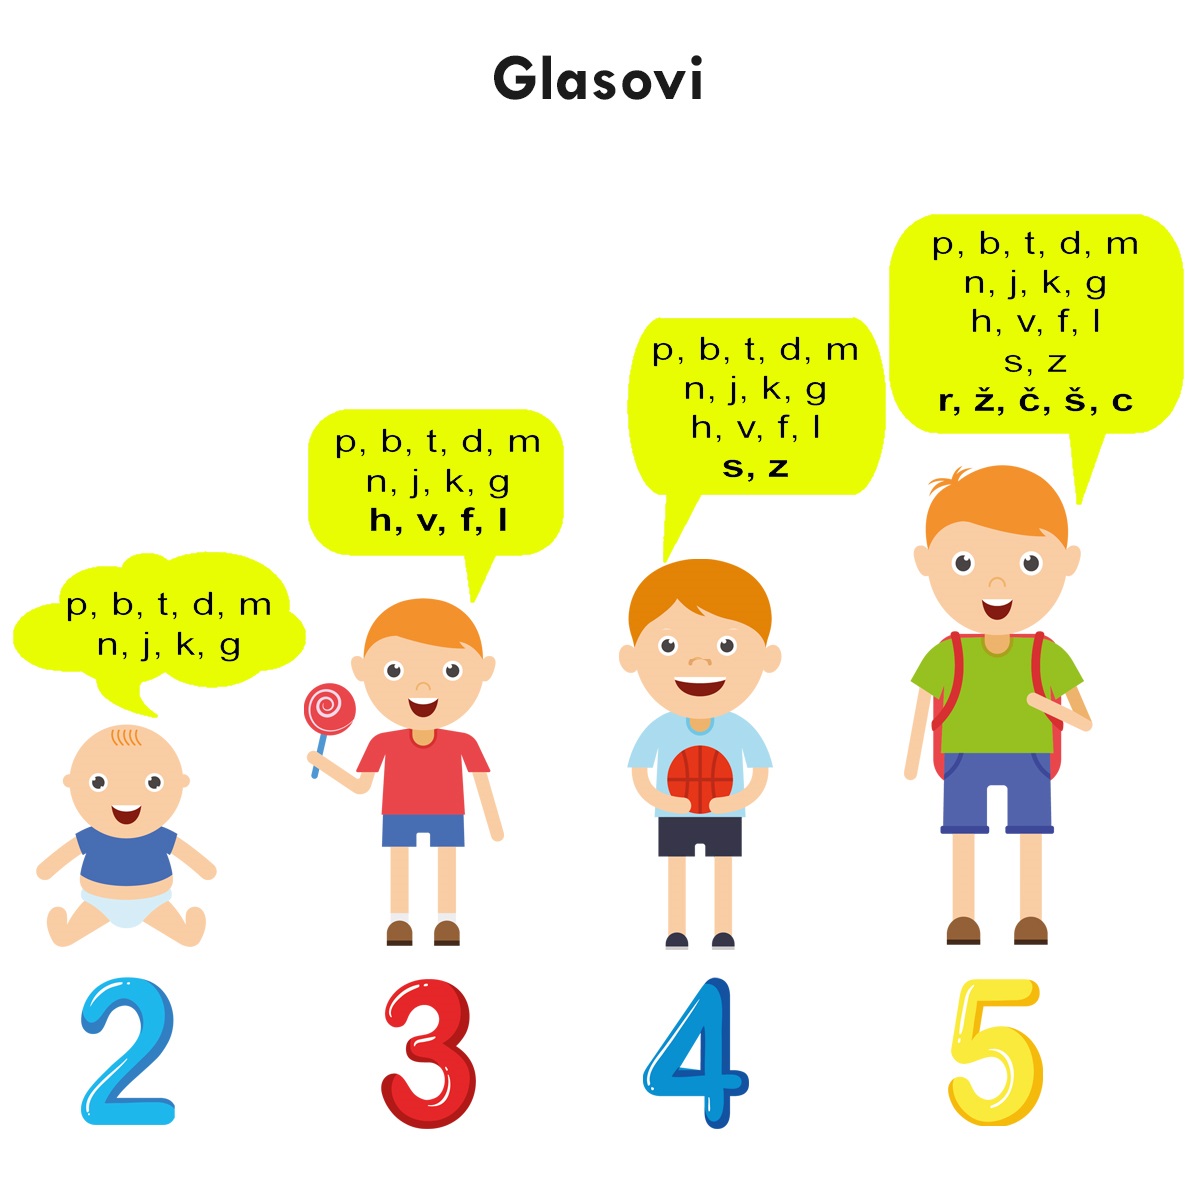 Glasovi
p, b, t, d, m
n, j, k, g
p, b, t, d, m
n, j, k, g
h, v, f, l
p, b, t, d, m
n, j, k, g
h, v, f, l
s, z
p, b, t, d, m
n, j, k, g
h, v, f, l
s, z
r, ž, č, š, c
2
3
4
5